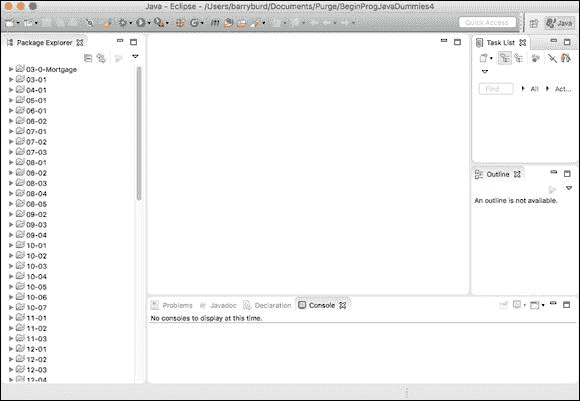 Java - Eclipse - /Users/barryburd/Documents/Purge/BeginProgJavaDummies4
Quick Access
Java
Package Explorer
03-0-Mortgage
03-01
04-01
05-01
06-01
06-02
07-01
07-02
07-03
08-01
08-02
08-03
08-04
08-05
09-02
09-03
09-04
10-01
10-02
10-03
10-04
10-05
10-06
10-07
11-01
11-02
11-03
12-01
12-02
12-03
12-04
Task List
Find
All
Act...
Outline
An outline is not available.
Problems
Javadoc
Declaration
Console
No consoles to display at this time.